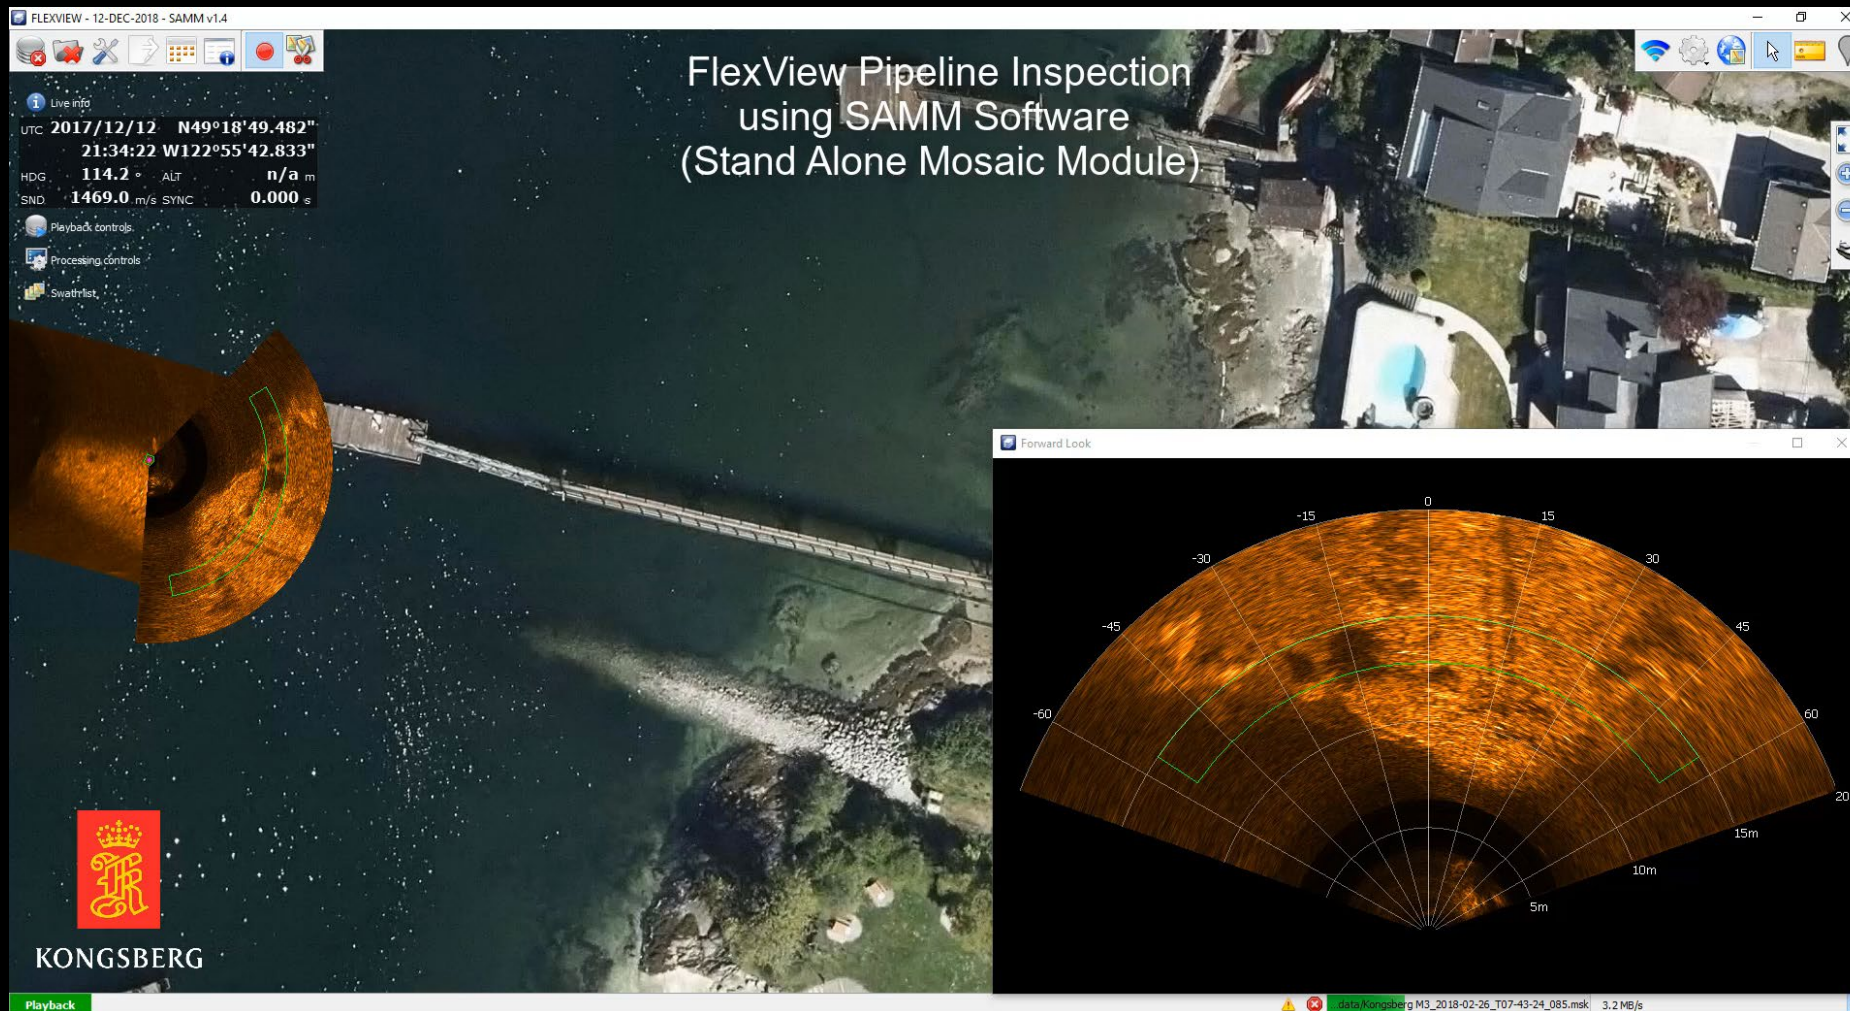 FLEXVIEW - 12-DEC-2018 - SAMM v1.4
FlexView Pipeline Inspection
using SAMM Software
(Stand Alone Mosaic Module)
Live info
UTC 2017/12/12 N49°18'49.482"
21:34:22 W122°55'42.833"
HDG 114.2 ° ALT n/a m
SND 1469.0 m/s SYNC 0.000 s
Playback controls
Processing controls
Swath list
Forward Look
0
-15 15
-30 30
-45 45
-60 60
20
15m
10m
5m
KONGSBERG
Playback
data/Kongsberg M3_2018-02-26_T07-43-24_085.msk 3.2 MB/s